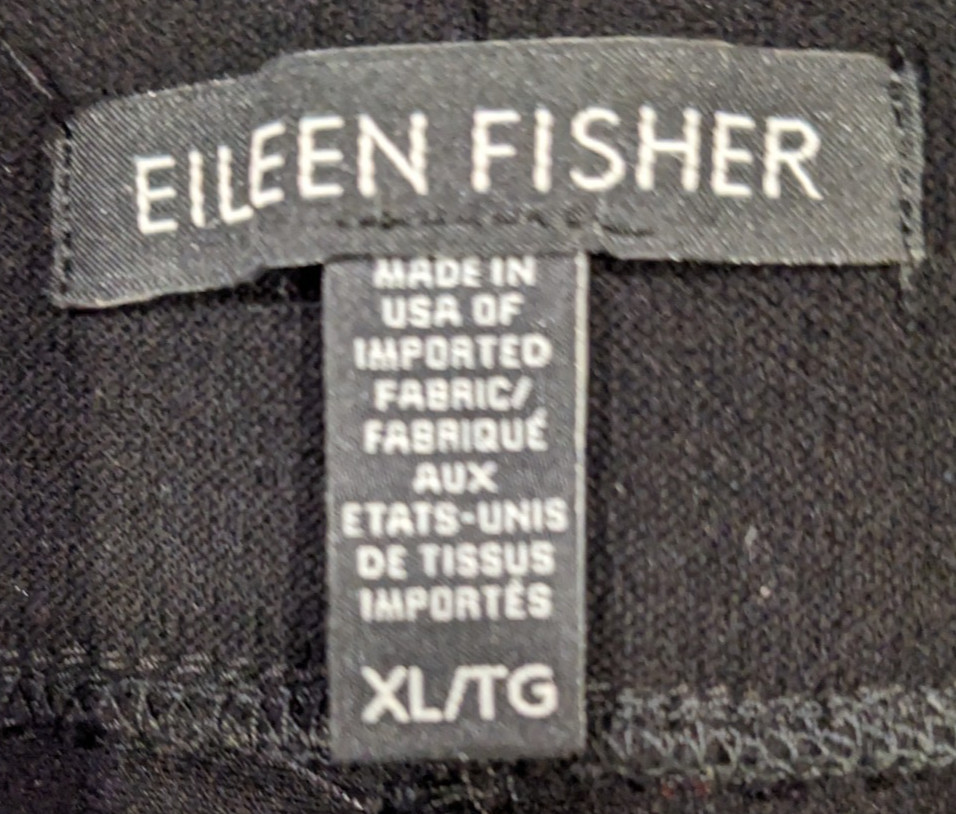 EILEEN FISHER
MADE IN
USA OF
IMPORTED
FABRIC/
FABRIQUÉ
AUX
ETATS-UNIS
DE TISSUS
IMPORTÉS
XL/TG